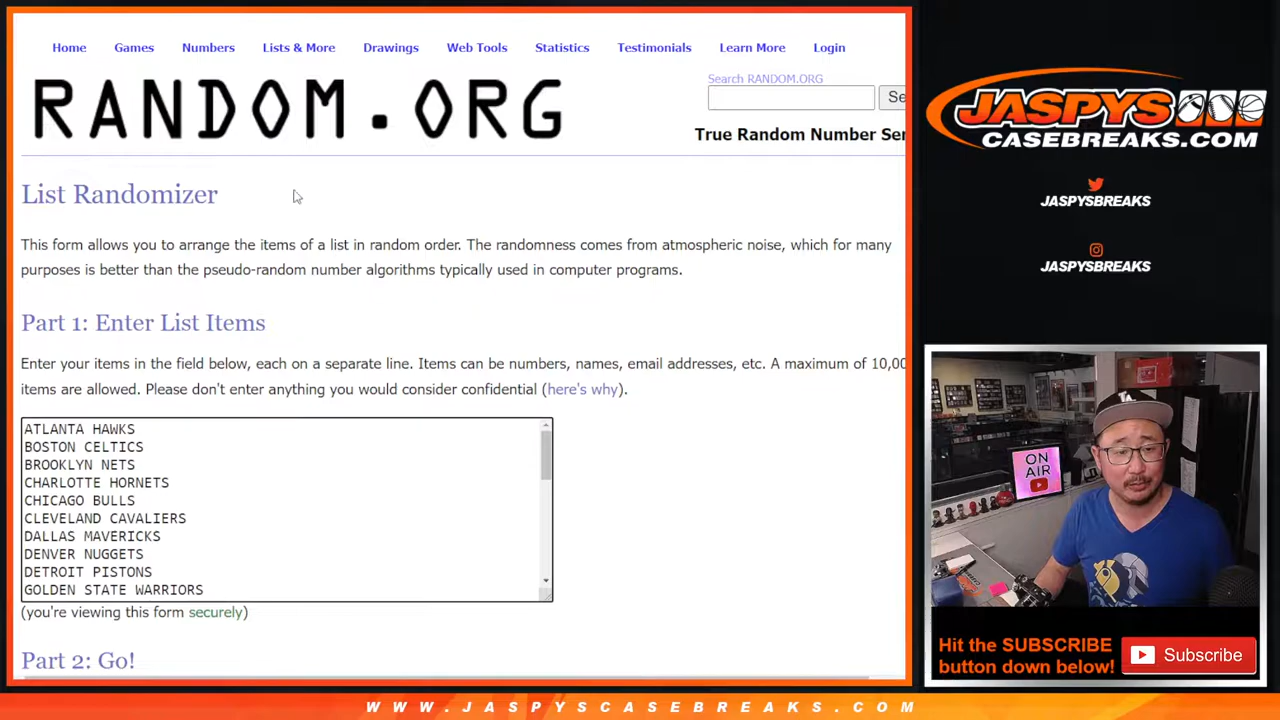 Home Games Numbers Lists & More Drawings Web Tools Statistics Testimonials Learn More Login
RANDOM.ORG
Search RANDOM.ORG
Se
True Random Number Ser
List Randomizer
This form allows you to arrange the items of a list in random order. The randomness comes from atmospheric noise, which for many
purposes is better than the pseudo-random number algorithms typically used in computer programs.
Part 1: Enter List Items
Enter your items in the field below, each on a separate line. Items can be numbers, names, email addresses, etc. A maximum of 10,00
items are allowed. Please don't enter anything you would consider confidential (here's why).
ATLANTA HAWKS
BOSTON CELTICS
BROOKLYN NETS
CHARLOTTE HORNETS
CHICAGO BULLS
CLEVELAND CAVALIERS
DALLAS MAVERICKS
DENVER NUGGETS
DETROIT PISTONS
GOLDEN STATE WARRIORS
(you're viewing this form securely)
Part 2: Go!
JASPYS
CASEBREAKS.COM
JASPYSBREAKS
JASPYSBREAKS
ON
AIR
Hit the SUBSCRIBE
button down below!
Subscribe
WWW.JASPYSCASEBREAKS.COM